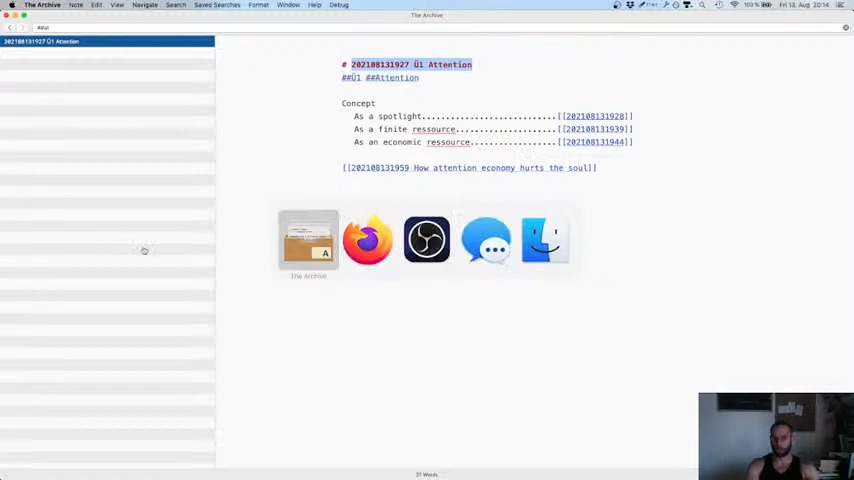 The Archive Note Edit View Navigate Search Saved Searches Format Window Help Debug
100 % Fri 13. Aug 20:14
The Archive
##at
202108131927 Ü1 Attention
# 202108131927 Ü1 Attention
##Ü1 ##Attention
Concept
As a spotlight..............................[[202108131928]]
As a finite ressource.......................[[202108131939]]
As an economic ressource....................[[202108131944]]
[[202108131959 How attention economy hurts the soul]]
A
The Archive
27 Words